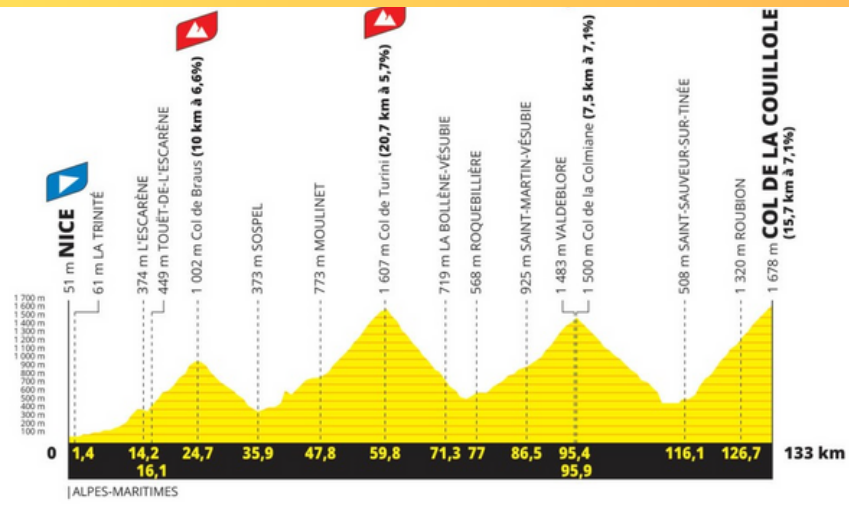 51 m NICE
61 m LA TRINITÉ
374 m L'ESCARÈNE
449 m TOUËT-DE-L'ESCARÈNE
1 002 m Col de Braus (10 km à 6,6%)
373 m SOSPEL
773 m MOULINET
1 607 m Col de Turini (20,7 km à 5,7%)
719 m LA BOLLÈNE-VÉSUBIE
568 m ROQUEBILLIÈRE
925 m SAINT-MARTIN-VÉSUBIE
1 483 m VALDEBLORE
1 500 m Col de la Colmiane (7,5 km à 7,1%)
508 m SAINT-SAUVEUR-SUR-TINÉE
1 320 m ROUBION
1 678 m COL DE LA COUILLOLE
(15,7 km à 7,1%)
1 700 m
1 600 m
1 500 m
1 400 m
1 300 m
1 200 m
1 100 m
1 000 m
900 m
800 m
700 m
600 m
500 m
400 m
300 m
200 m
100 m
0 1,4 14,2 24,7 35,9 47,8 59,8 71,3 77 86,5 95,4 116,1 126,7 133 km
16,1 95,9
ALPES-MARITIMES